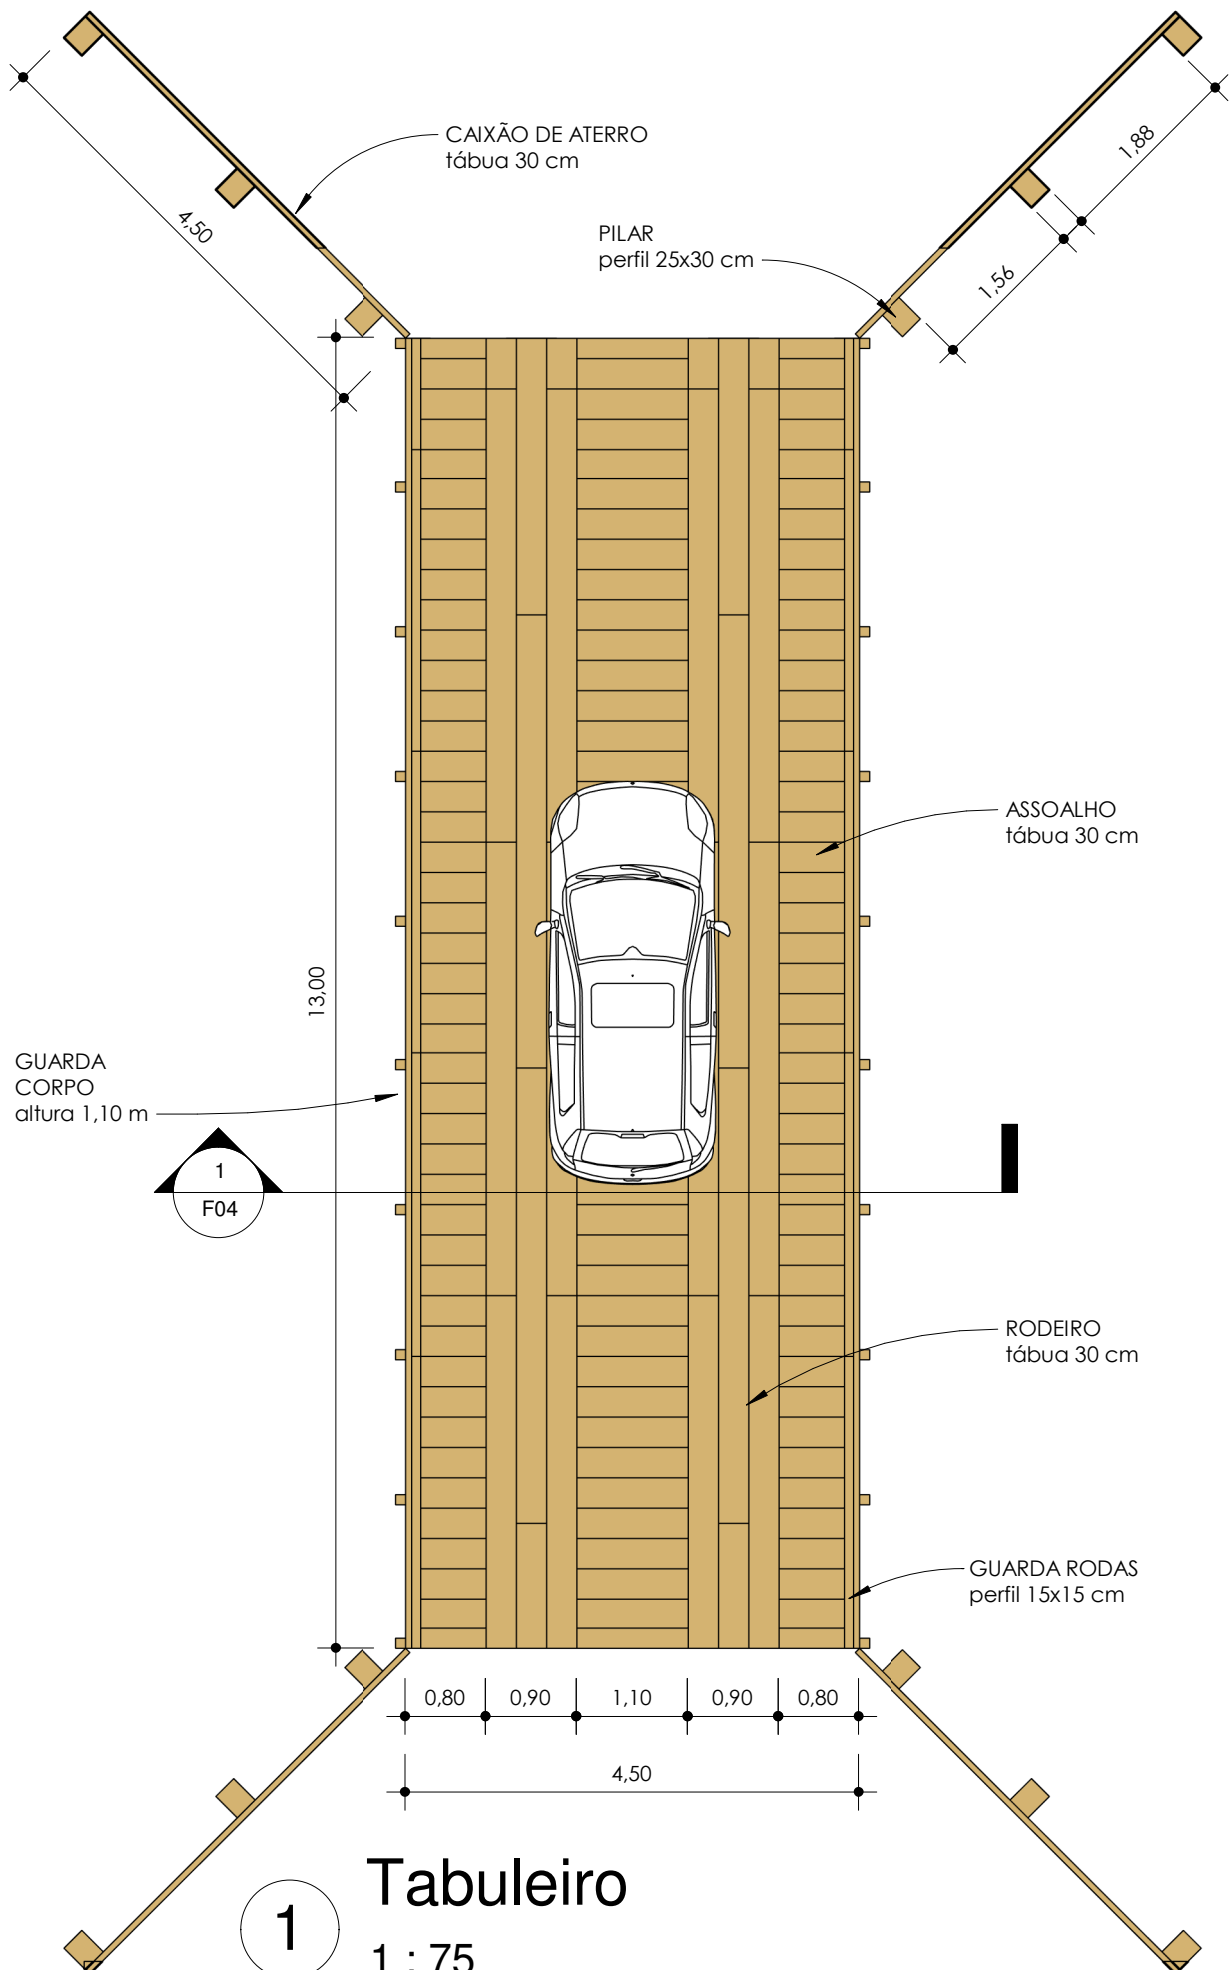 CAIXÃO DE ATERRO
tábua 30 cm
4,50
1,88
PILAR
perfil 25x30 cm
1,56
ASSOALHO
tábua 30 cm
13,00
GUARDA
CORPO
altura 1,10 m
1
F04
RODEIRO
tábua 30 cm
GUARDA RODAS
perfil 15x15 cm
0,80 0,90 1,10 0,90 0,80
4,50
1
Tabuleiro
1 : 75